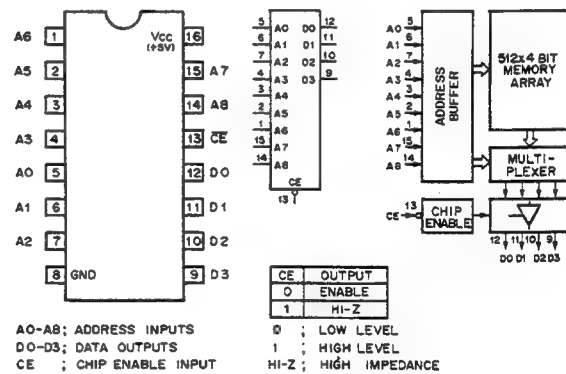 A6 1 Vcc (+5V) 16
A5 2 15 A7
A4 3 14 A8
A3 4 13 CE
A0 5 12 D0
A1 6 11 D1
A2 7 10 D2
8 GND 9 D3
5 A0 D0 12
6 A1 D1 11
7 A2 D2 10
4 A3 D3 9
3 A4
2 A5
1 A6
15 A7
14 A8
CE
13
A0 5
A1 6
A2 7
A3 4
A4 3
A5 2
A6 1
A7 15
A8 14
ADDRESS BUFFER
512x4 BIT
MEMORY
ARRAY
MULTI-
PLEXER
CE 13
CHIP
ENABLE
12 11 10 9
D0 D1 D2 D3
CE OUTPUT
0 ENABLE
1 HI-Z
A0-A8; ADDRESS INPUTS
D0-D3; DATA OUTPUTS
CE ; CHIP ENABLE INPUT
0 ; LOW LEVEL
1 ; HIGH LEVEL
HI-Z; HIGH IMPEDANCE